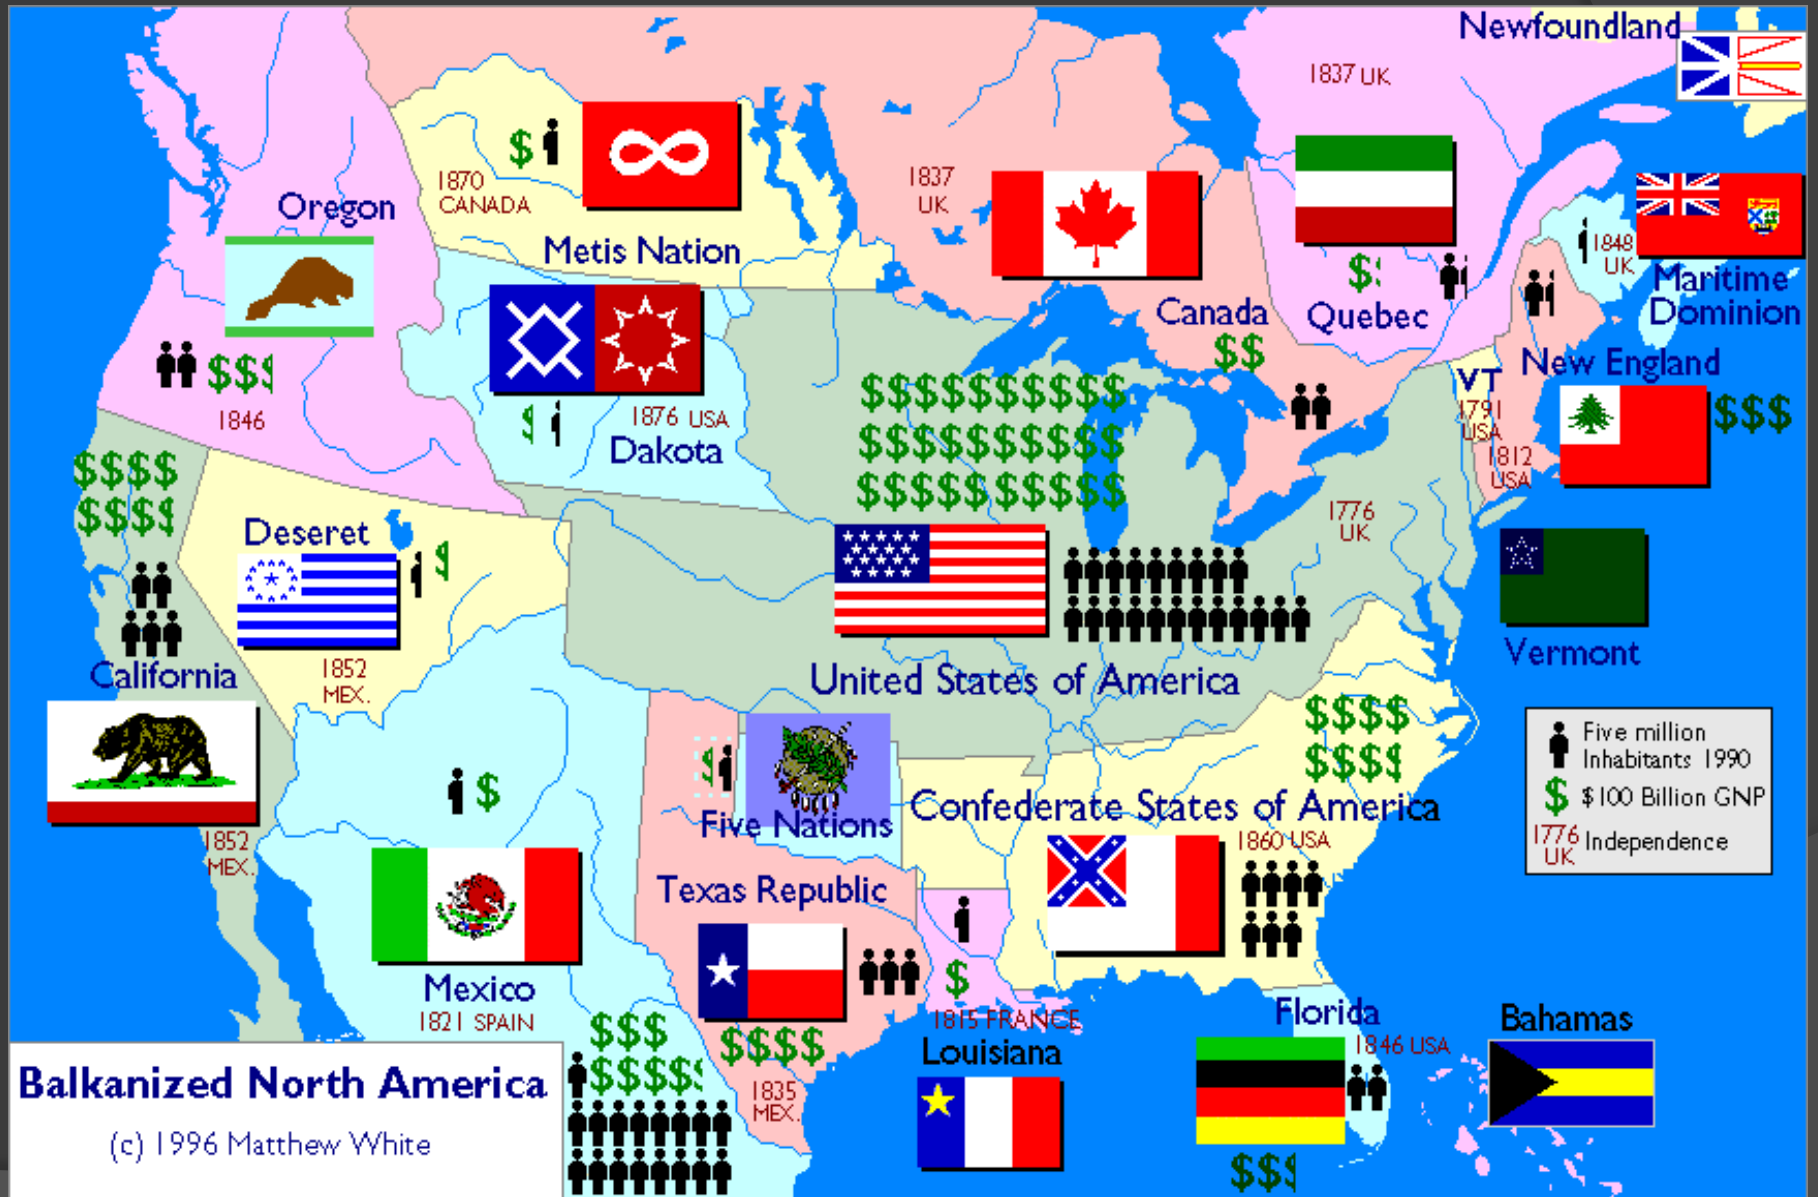 Newfoundland
1837 UK
1870
CANADA
1837
UK
Oregon
Metis Nation
1848
UK
Maritime
Dominion
Canada
Quebec
$$
$
$:
$$$
1846
$
1876 USA
Dakota
VT
New England
1791
USA
1812
USA
$$$
$$$$$$$$$$
$$$$$$$$$$
$$$$$$$$$$
$$$$
$$$$
Deseret
$
1776
UK
California
1852
MEX.
United States of America
Vermont
$$$$
$$$$
Five million
Inhabitants 1990
$ $100 Billion GNP
1776
UK
Independence
$
$
Five Nations
Confederate States of America
1860 USA
1852
MEX.
Texas Republic
Mexico
1821 SPAIN
$
1815 FRANCE
Louisiana
Florida
1846 USA
Bahamas
$$$
$$$$$
$$$$
1835
MEX.
$$$
Balkanized North America
(c) 1996 Matthew White